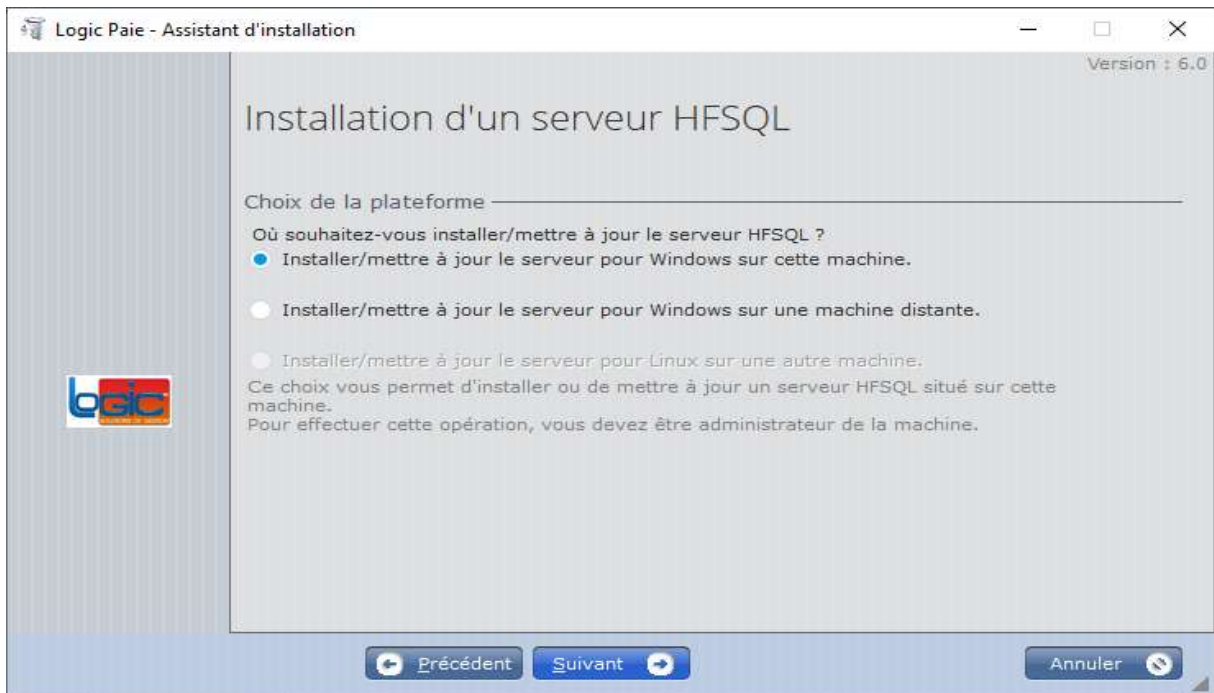 Logic Paie - Assistant d'installation
Version : 6.0
Installation d'un serveur HFSQL
Choix de la plateforme
Où souhaitez-vous installer/mettre à jour le serveur HFSQL ?
Installer/mettre à jour le serveur pour Windows sur cette machine.
Installer/mettre à jour le serveur pour Windows sur une machine distante.
Installer/mettre à jour le serveur pour Linux sur une autre machine.
Ce choix vous permet d'installer ou de mettre à jour un serveur HFSQL situé sur cette
machine.
Pour effectuer cette opération, vous devez être administrateur de la machine.
logic
Précédent
Suivant
Annuler